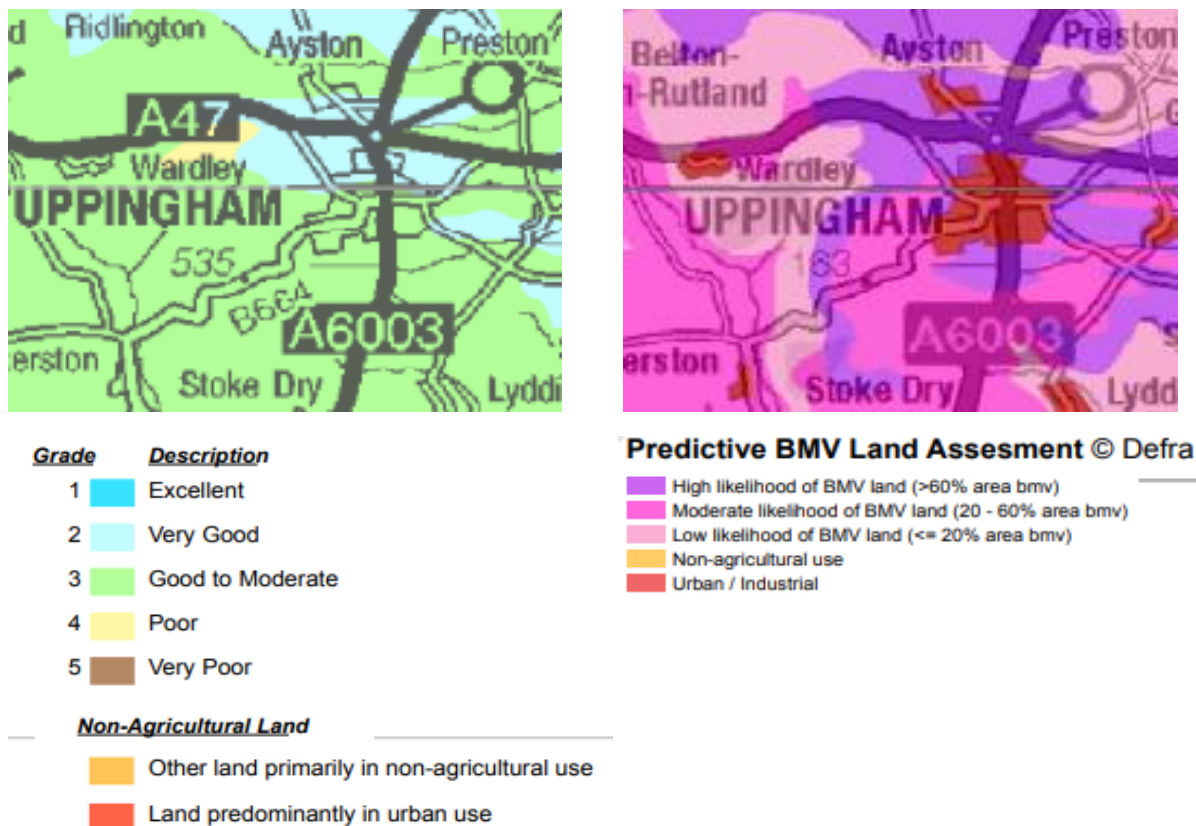 d Ridlington
Ayston
Preston
A47
Wardley
UPPINGHAM
535
B664
A6003
erston
Stoke Dry
Lyddi
Grade Description
1 Excellent
2 Very Good
3 Good to Moderate
4 Poor
5 Very Poor
Non-Agricultural Land
Other land primarily in non-agricultural use
Land predominantly in urban use
Belton-
n-Rutland
Ayston
Preston
G
Wardley
UPPINGHAM
183
A6003
erston
Stoke Dry
Lydd
Predictive BMV Land Assesment © Defra
High likelihood of BMV land (>60% area bmv)
Moderate likelihood of BMV land (20 - 60% area bmv)
Low likelihood of BMV land (<= 20% area bmv)
Non-agricultural use
Urban / Industrial